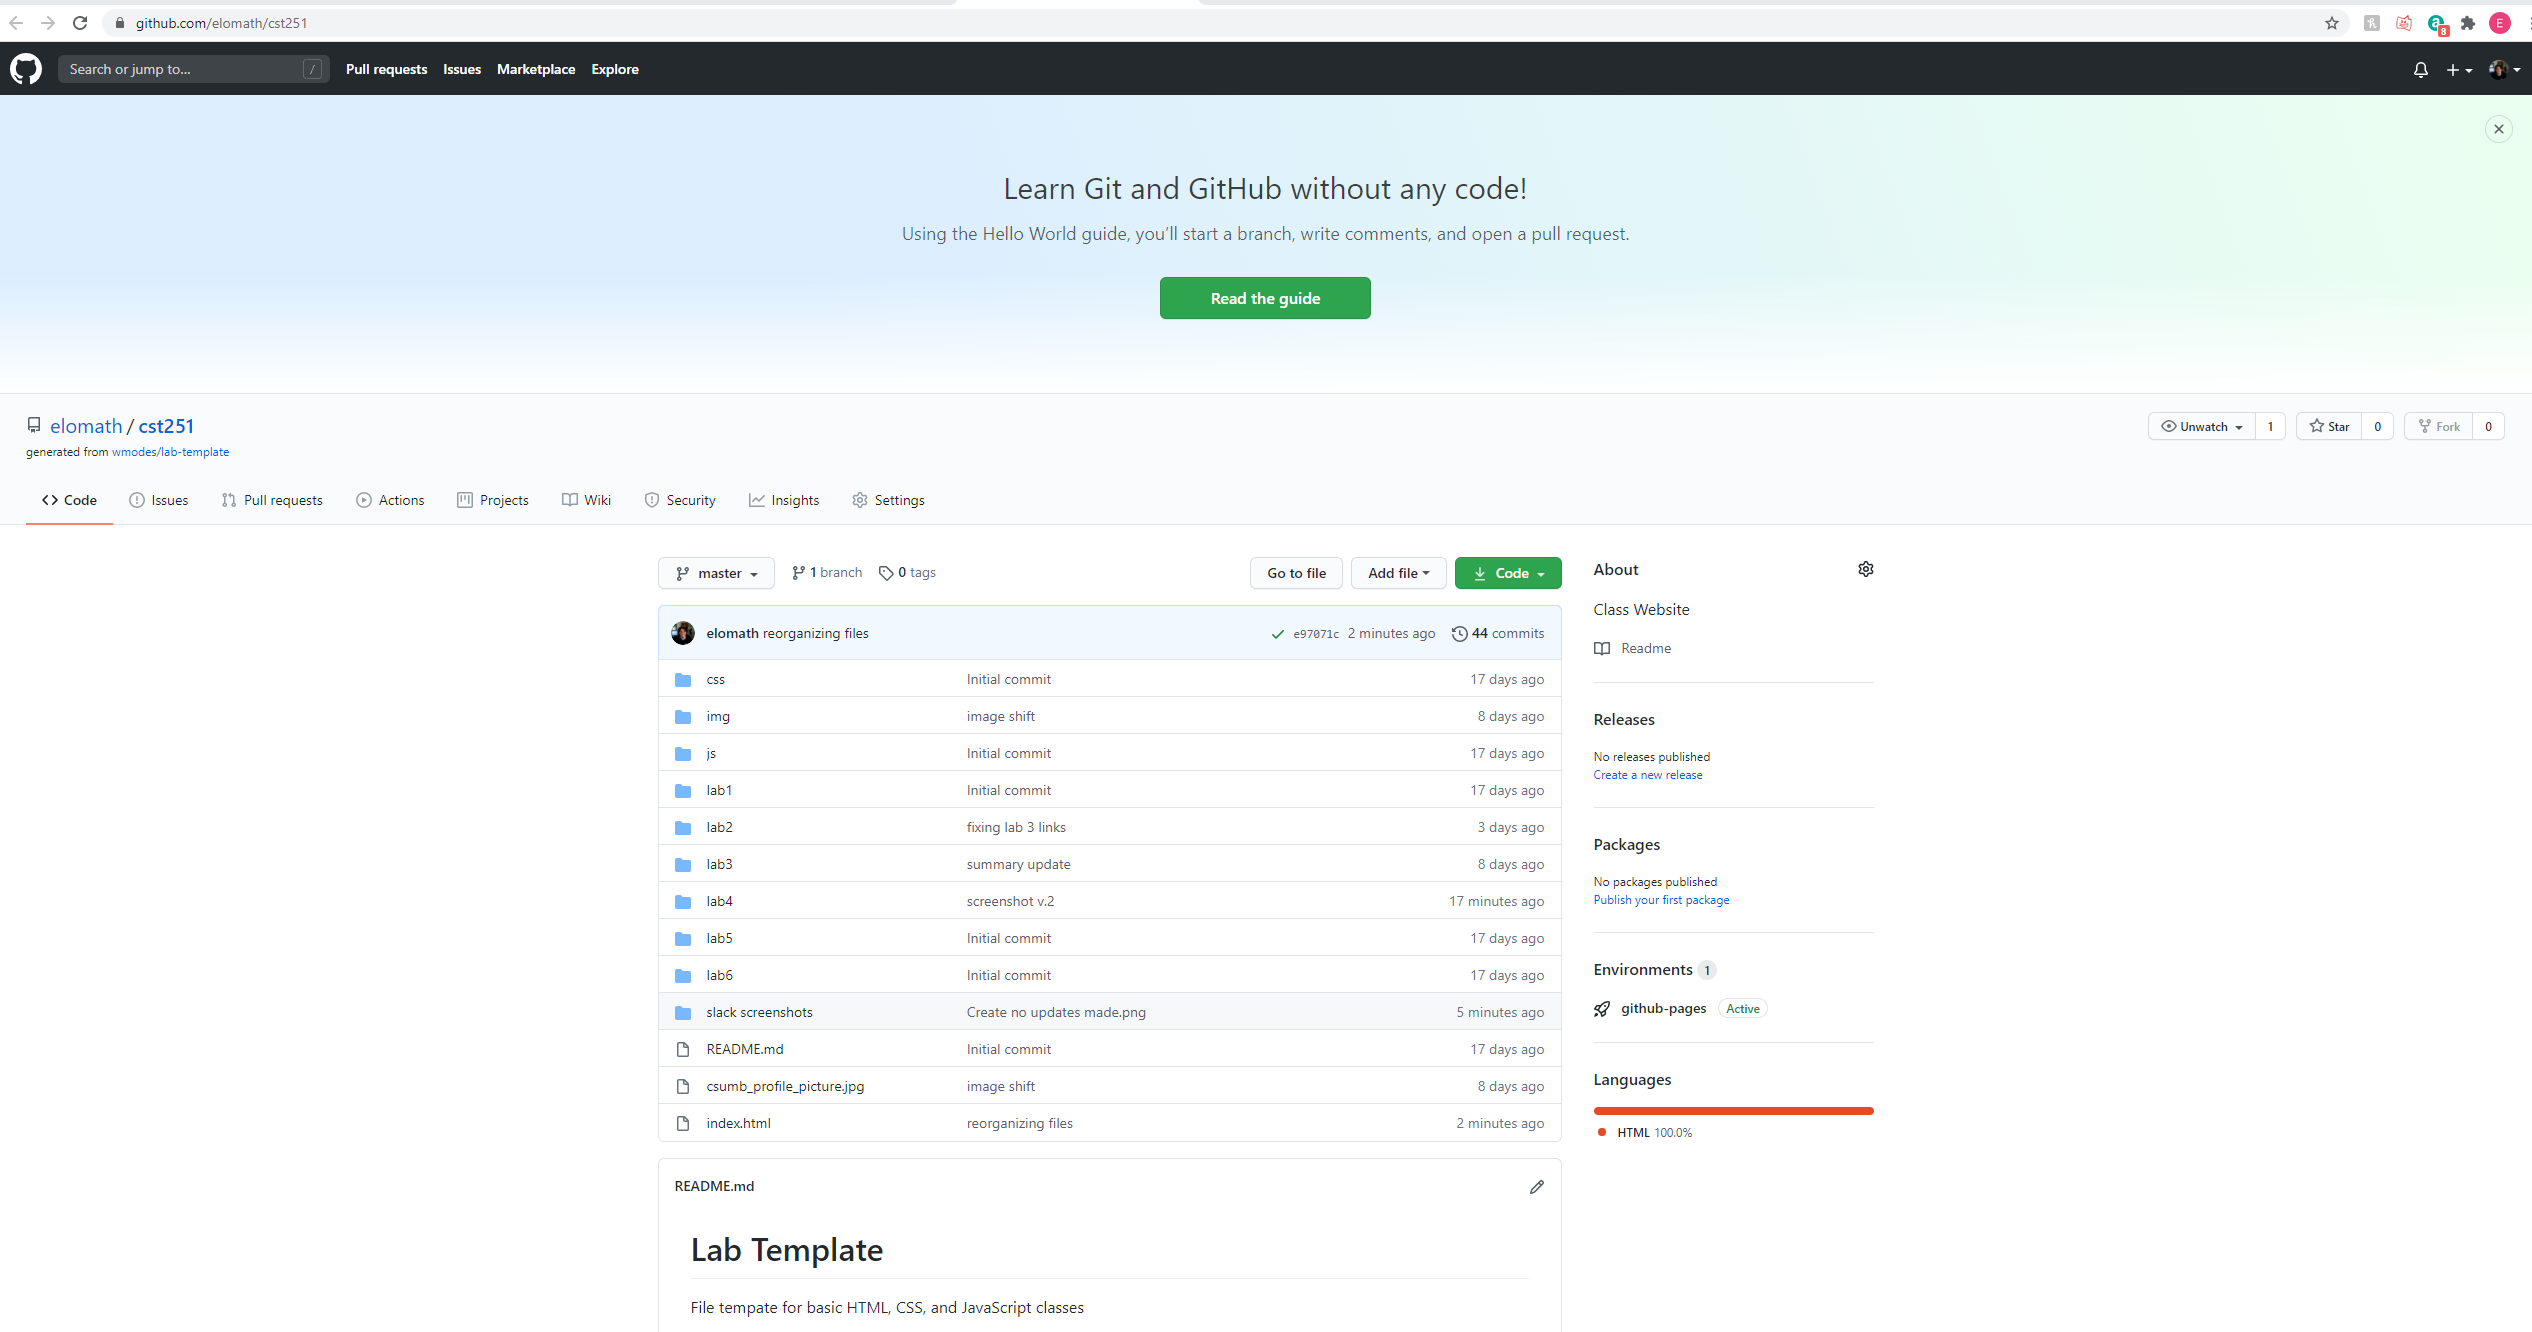 github.com/elomath/cst251
8
E
Search or jump to... / Pull requests Issues Marketplace Explore
Learn Git and GitHub without any code!
Using the Hello World guide, you’ll start a branch, write comments, and open a pull request.
Read the guide
elomath / cst251
Unwatch 1 Star 0 Fork 0
generated from wmodes/lab-template
Code Issues Pull requests Actions Projects Wiki Security Insights Settings
master 1 branch 0 tags Go to file Add file Code
elomath reorganizing files e97071c 2 minutes ago 44 commits
css Initial commit 17 days ago
img image shift 8 days ago
js Initial commit 17 days ago
lab1 Initial commit 17 days ago
lab2 fixing lab 3 links 3 days ago
lab3 summary update 8 days ago
lab4 screenshot v.2 17 minutes ago
lab5 Initial commit 17 days ago
lab6 Initial commit 17 days ago
slack screenshots Create no updates made.png 5 minutes ago
README.md Initial commit 17 days ago
csumb_profile_picture.jpg image shift 8 days ago
index.html reorganizing files 2 minutes ago
README.md
Lab Template
File tempate for basic HTML, CSS, and JavaScript classes
About
Class Website
Readme
Releases
No releases published
Create a new release
Packages
No packages published
Publish your first package
Environments 1
github-pages Active
Languages
HTML 100.0%